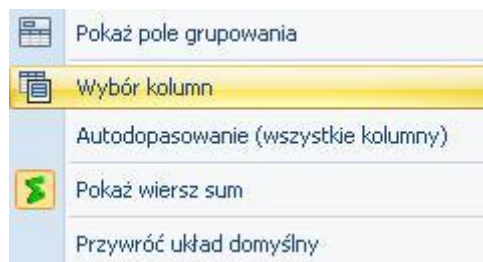 Pokaż pole grupowania
Wybór kolumn
Autodopasowanie (wszystkie kolumny)
Pokaż wiersz sum
Przywróć układ domyślny